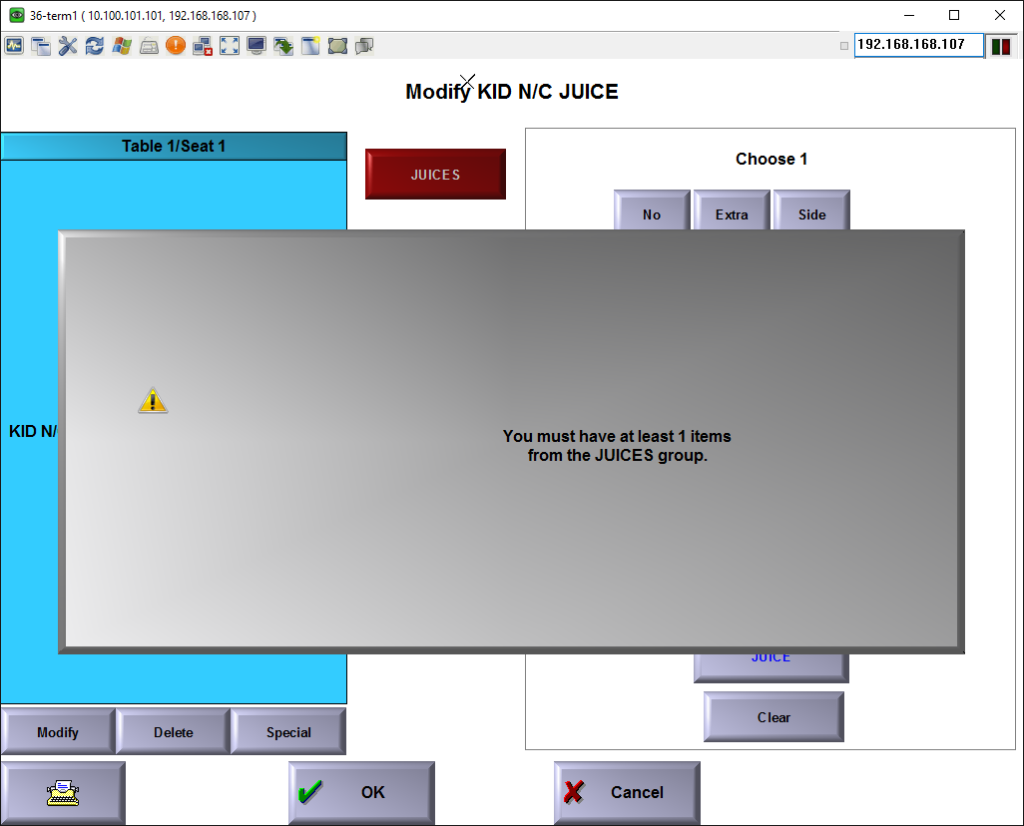 36-term1 ( 10.100.101.101, 192.168.168.107 )
192.168.168.107
Modify KID N/C JUICE
Table 1/Seat 1
JUICES
Choose 1
No
Extra
Side
KID N/
You must have at least 1 items
from the JUICES group.
JUICE
Clear
Modify
Delete
Special
OK
Cancel